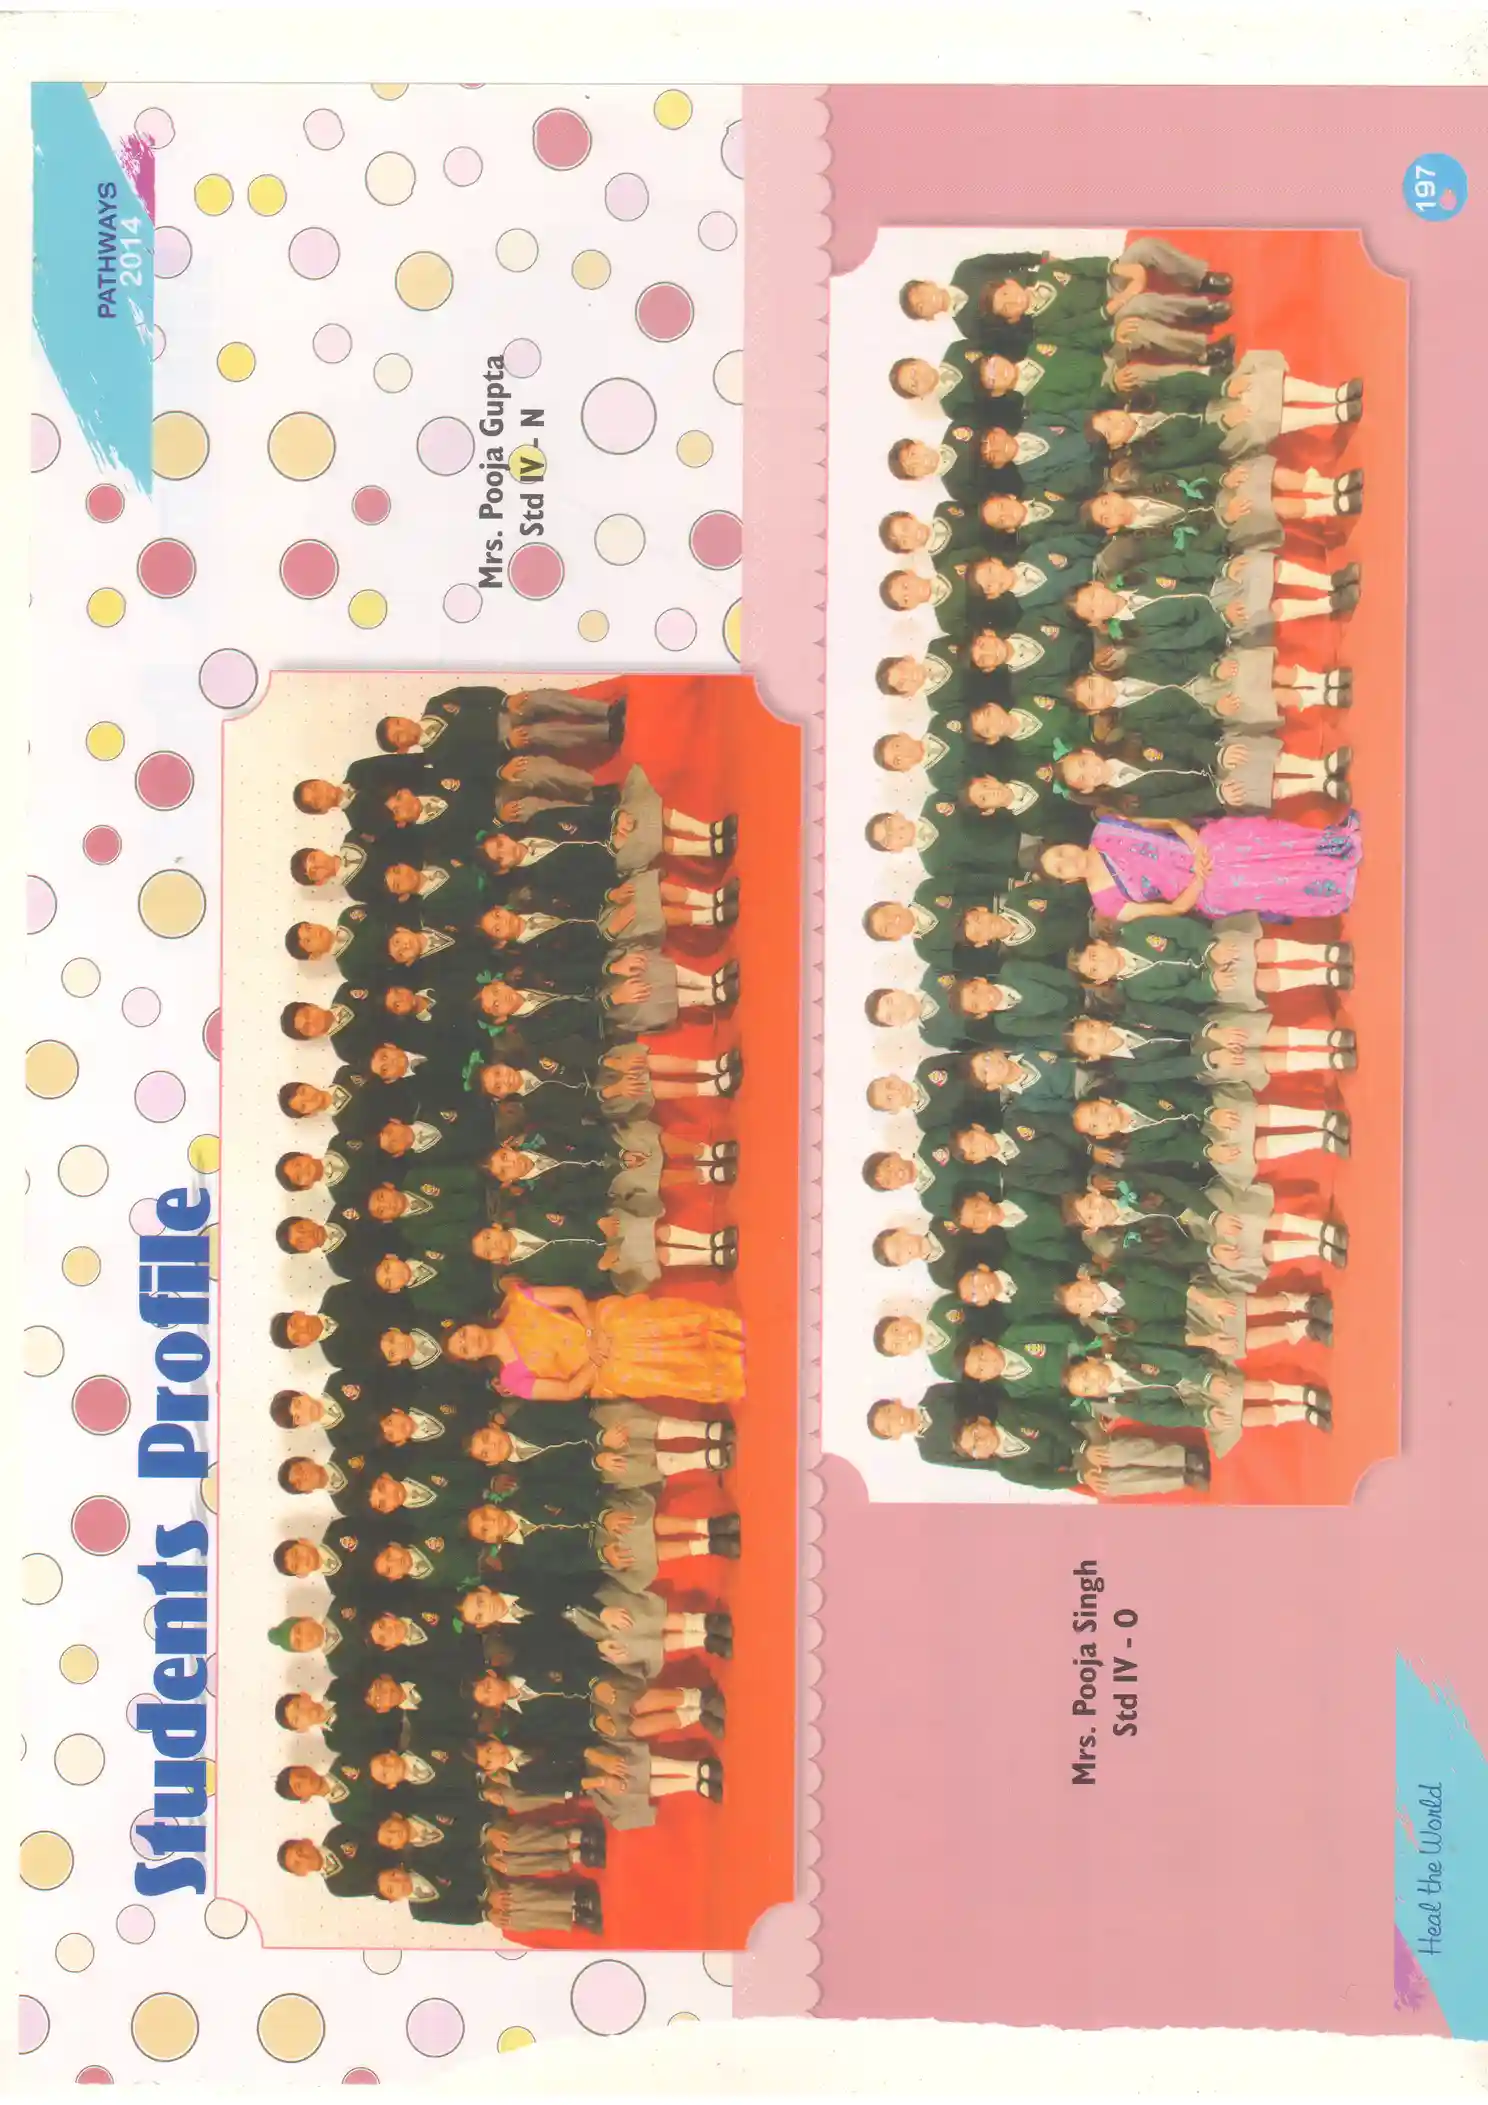 PATHWAYS
2014
Students Profile
Mrs. Pooja Gupta
Std IV - N
Mrs. Pooja Singh
Std IV - O
Heal the World
197